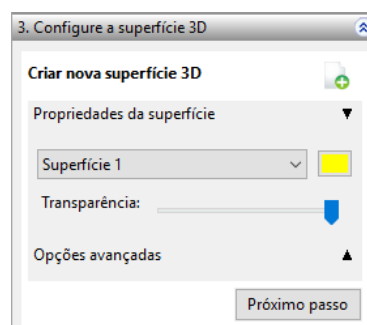 3. Configure a superfície 3D
Criar nova superfície 3D
Propriedades da superfície
Superfície 1
Transparência:
Opções avançadas
Próximo passo